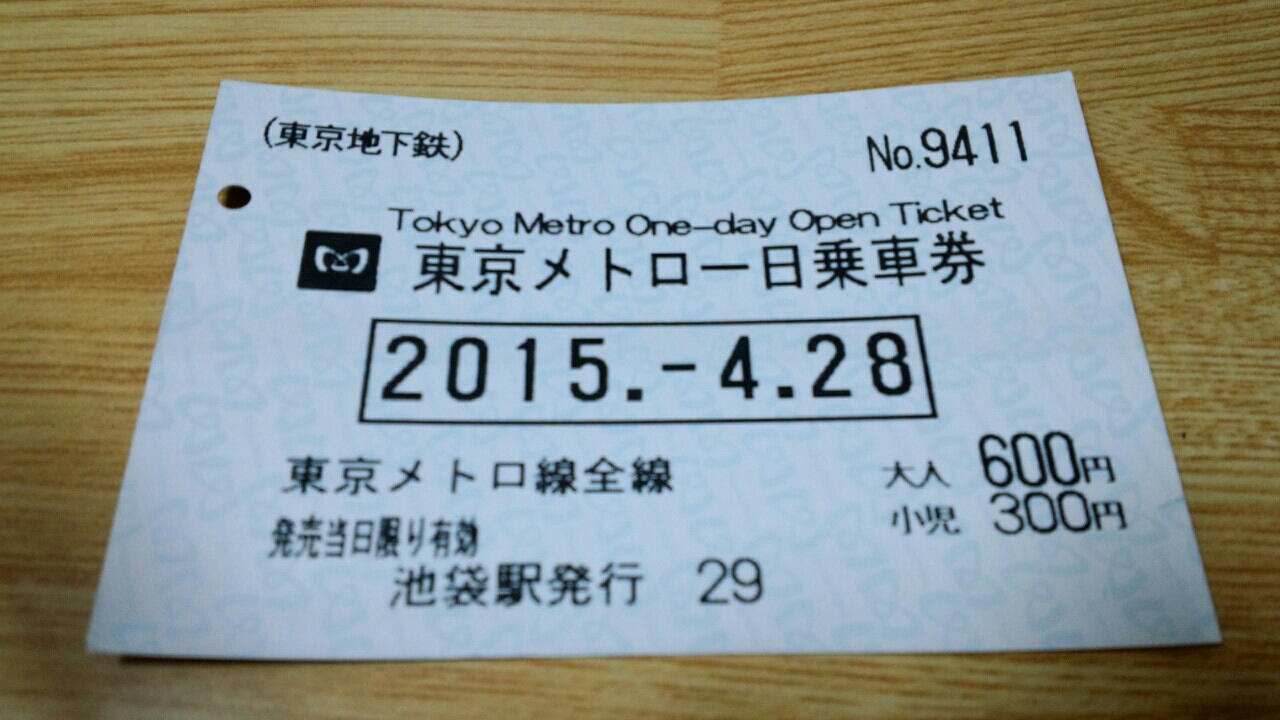 (東京地下鉄)
No.9411
Tokyo Metro One-day Open Ticket
東京メトロ一日乗車券
2015.-4.28
東京メトロ線全線
大人 600円
小児 300円
発売当日限り有効
池袋駅発行 29